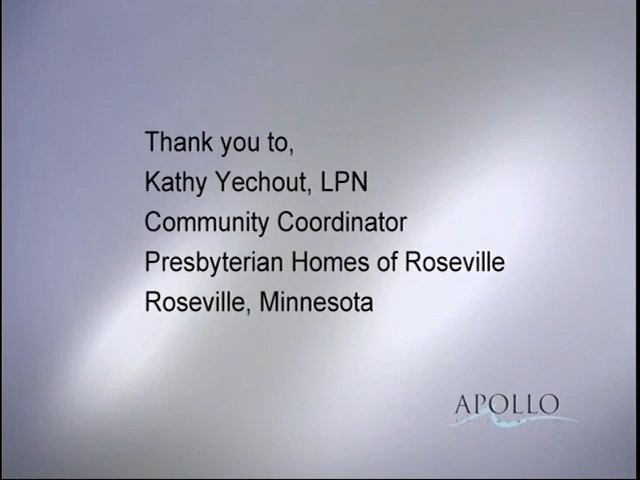 Thank you to,
Kathy Yechout, LPN
Community Coordinator
Presbyterian Homes of Roseville
Roseville, Minnesota
APOLLO